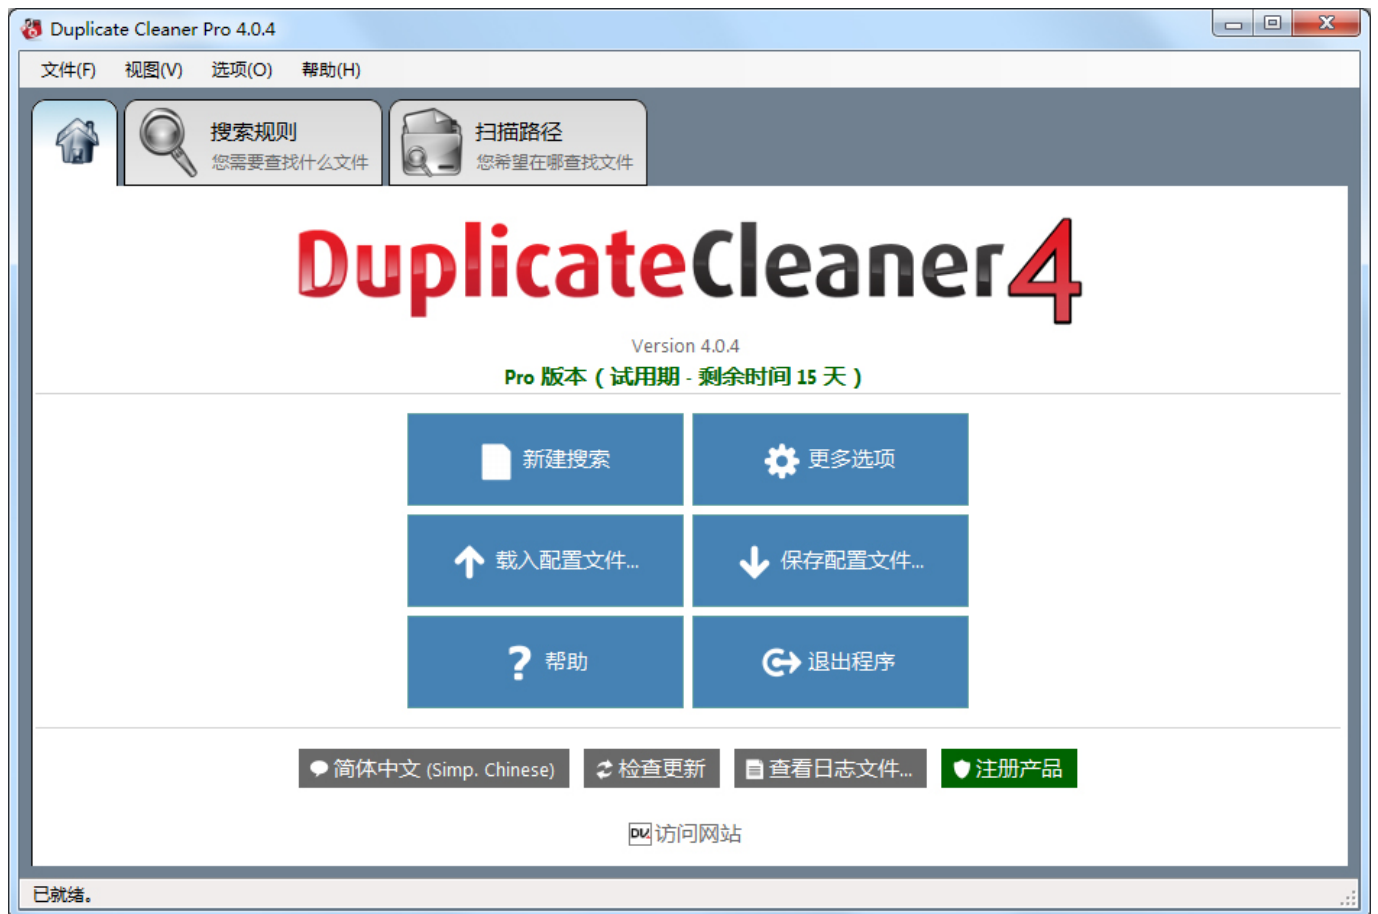 Duplicate Cleaner Pro 4.0.4
文件(F) 视图(V) 选项(O) 帮助(H)
搜索规则
您需要查找什么文件
扫描路径
您希望在哪查找文件
DuplicateCleaner4
Version 4.0.4
Pro 版本 ( 试用期 - 剩余时间 15 天 )
新建搜索
更多选项
载入配置文件...
保存配置文件...
帮助
退出程序
简体中文 (Simp. Chinese)
检查更新
查看日志文件...
注册产品
DV.
访问网站
已就绪。